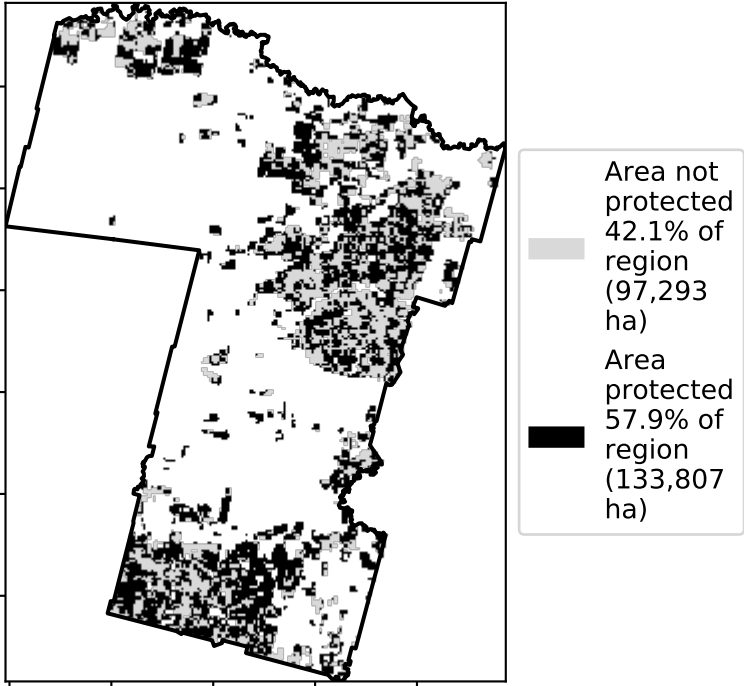 Area not
protected
42.1% of
region
(97,293
ha)
Area
protected
57.9% of
region
(133,807
ha)